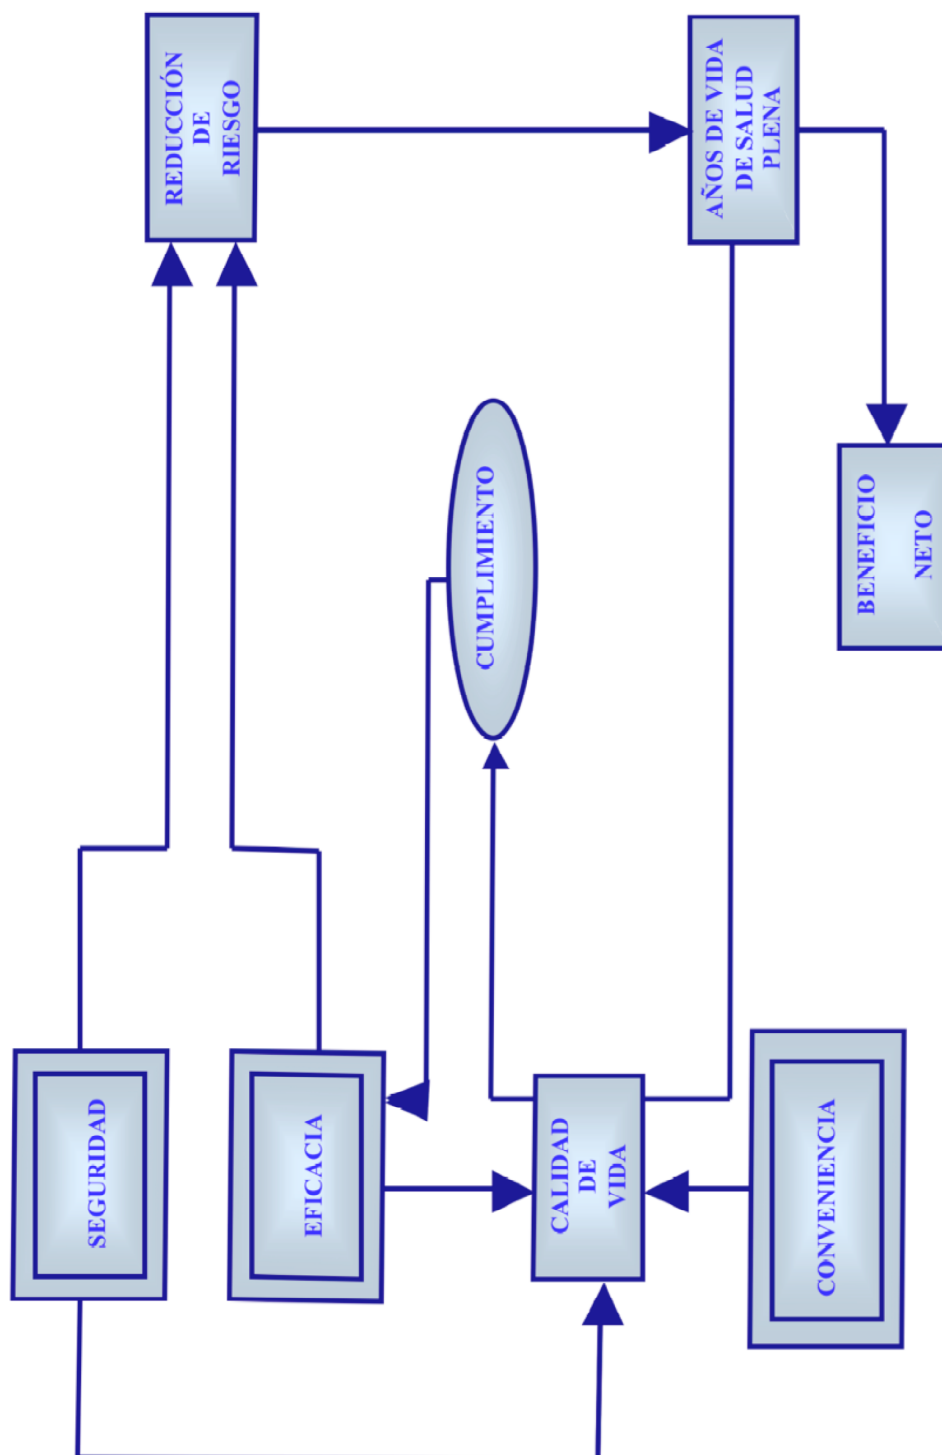 SEGURIDAD
REDUCCIÓN
DE
RIESGO
EFICACIA
CUMPLIMIENTO
CALIDAD
DE
VIDA
AÑOS DE VIDA
DE SALUD
PLENA
CONVENIENCIA
BENEFICIO
NETO